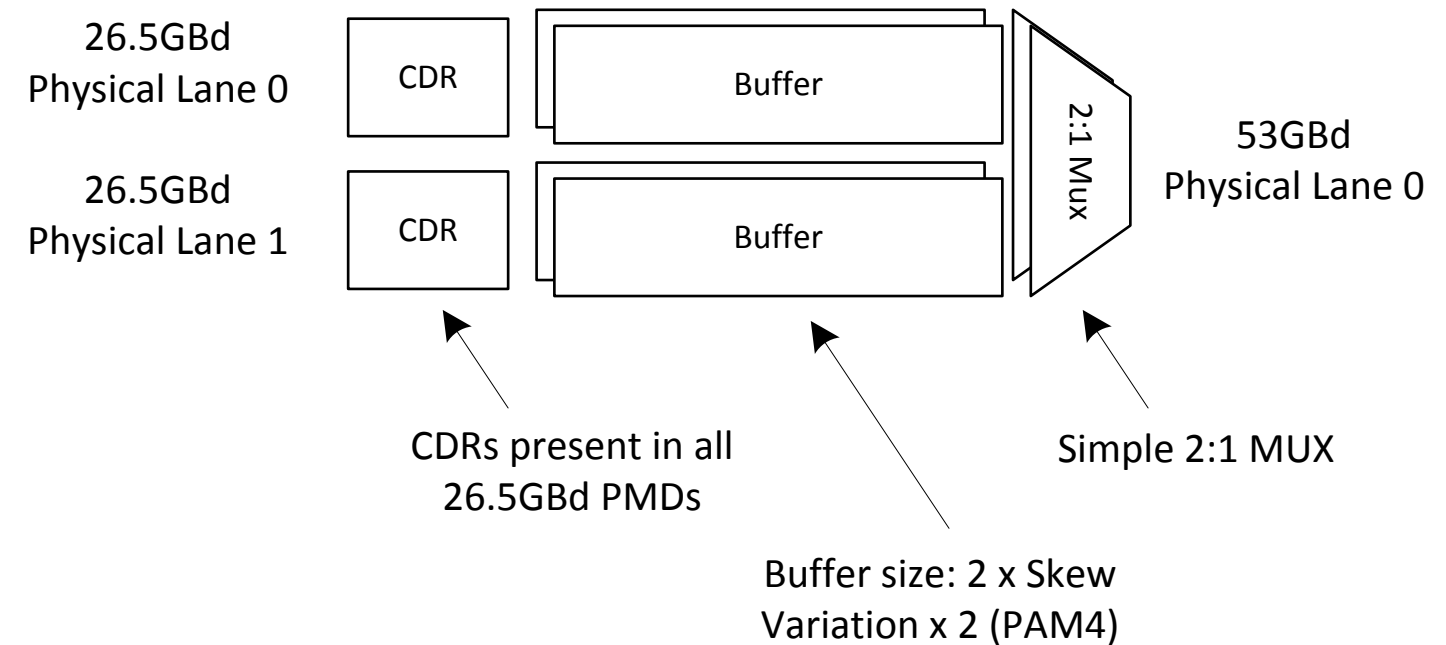 26.5GBd
Physical Lane 0
CDR
Buffer
2:1 Mux
53GBd
Physical Lane 0
26.5GBd
Physical Lane 1
CDR
Buffer
CDRs present in all
26.5GBd PMDs
Simple 2:1 MUX
Buffer size: 2 x Skew
Variation x 2 (PAM4)